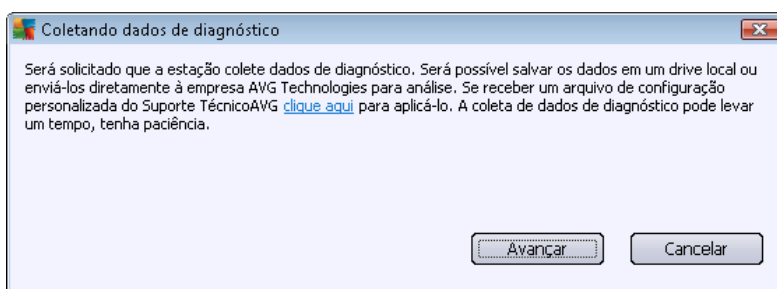 Coletando dados de diagnóstico
Será solicitado que a estação colete dados de diagnóstico. Será possível salvar os dados em um drive local ou
enviá-los diretamente à empresa AVG Technologies para análise. Se receber um arquivo de configuração
personalizada do Suporte TécnicoAVG clique aqui para aplicá-lo. A coleta de dados de diagnóstico pode levar
um tempo, tenha paciência.
Avançar Cancelar